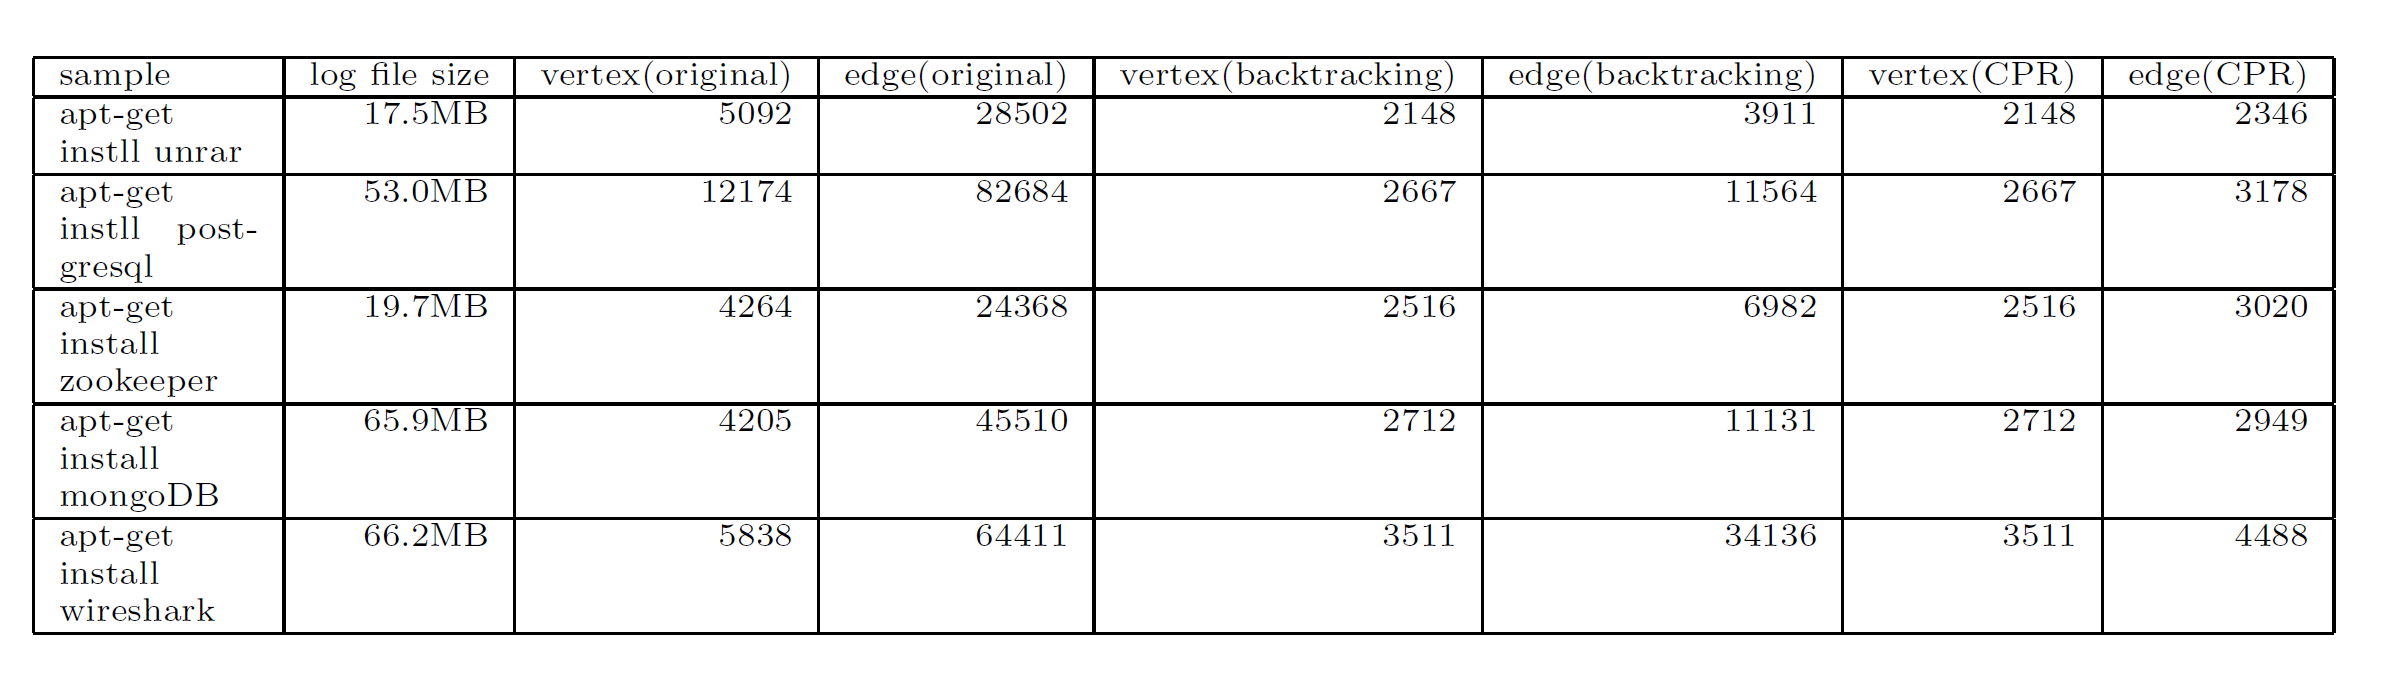 sample log file size vertex(original) edge(original) vertex(backtracking) edge(backtracking) vertex(CPR) edge(CPR)
apt-get 17.5MB 5092 28502 2148 3911 2148 2346
instll unrar
apt-get 53.0MB 12174 82684 2667 11564 2667 3178
instll post-
gresql
apt-get 19.7MB 4264 24368 2516 6982 2516 3020
install
zookeeper
apt-get 65.9MB 4205 45510 2712 11131 2712 2949
install
mongoDB
apt-get 66.2MB 5838 64411 3511 34136 3511 4488
install
wireshark